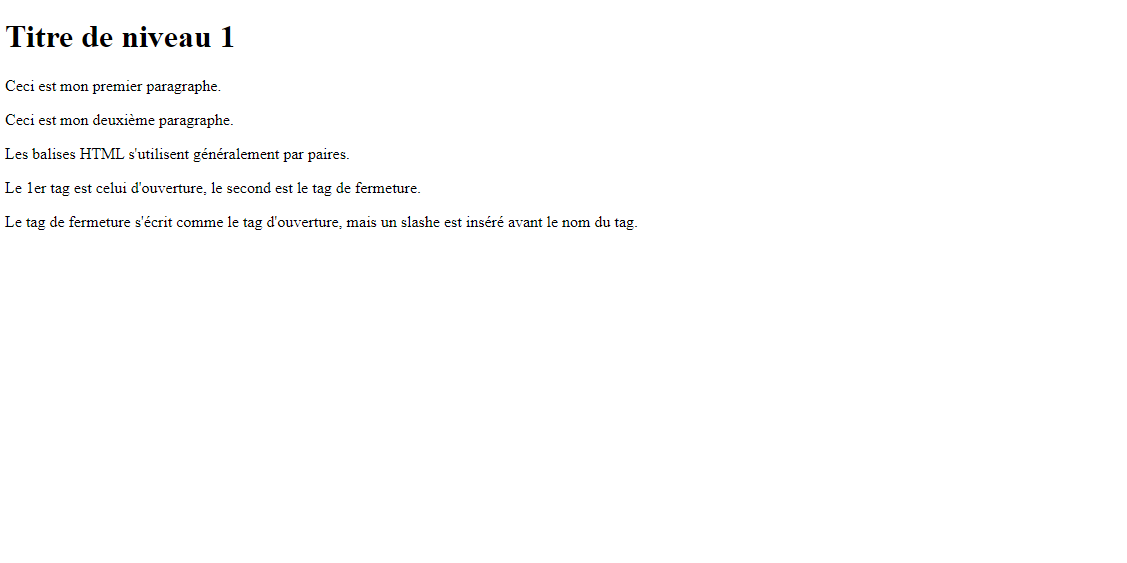 Titre de niveau 1
Ceci est mon premier paragraphe.
Ceci est mon deuxième paragraphe.
Les balises HTML s'utilisent généralement par paires.
Le 1er tag est celui d'ouverture, le second est le tag de fermeture.
Le tag de fermeture s'écrit comme le tag d'ouverture, mais un slashe est inséré avant le nom du tag.